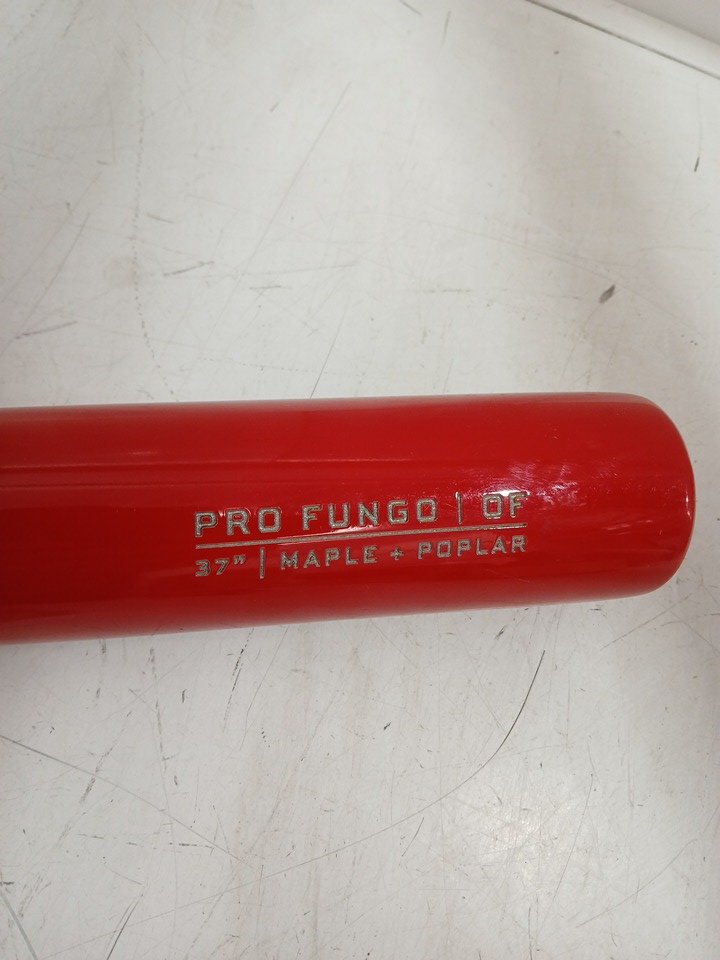 PRO FUNGO | OF
37" | MAPLE + POPLAR